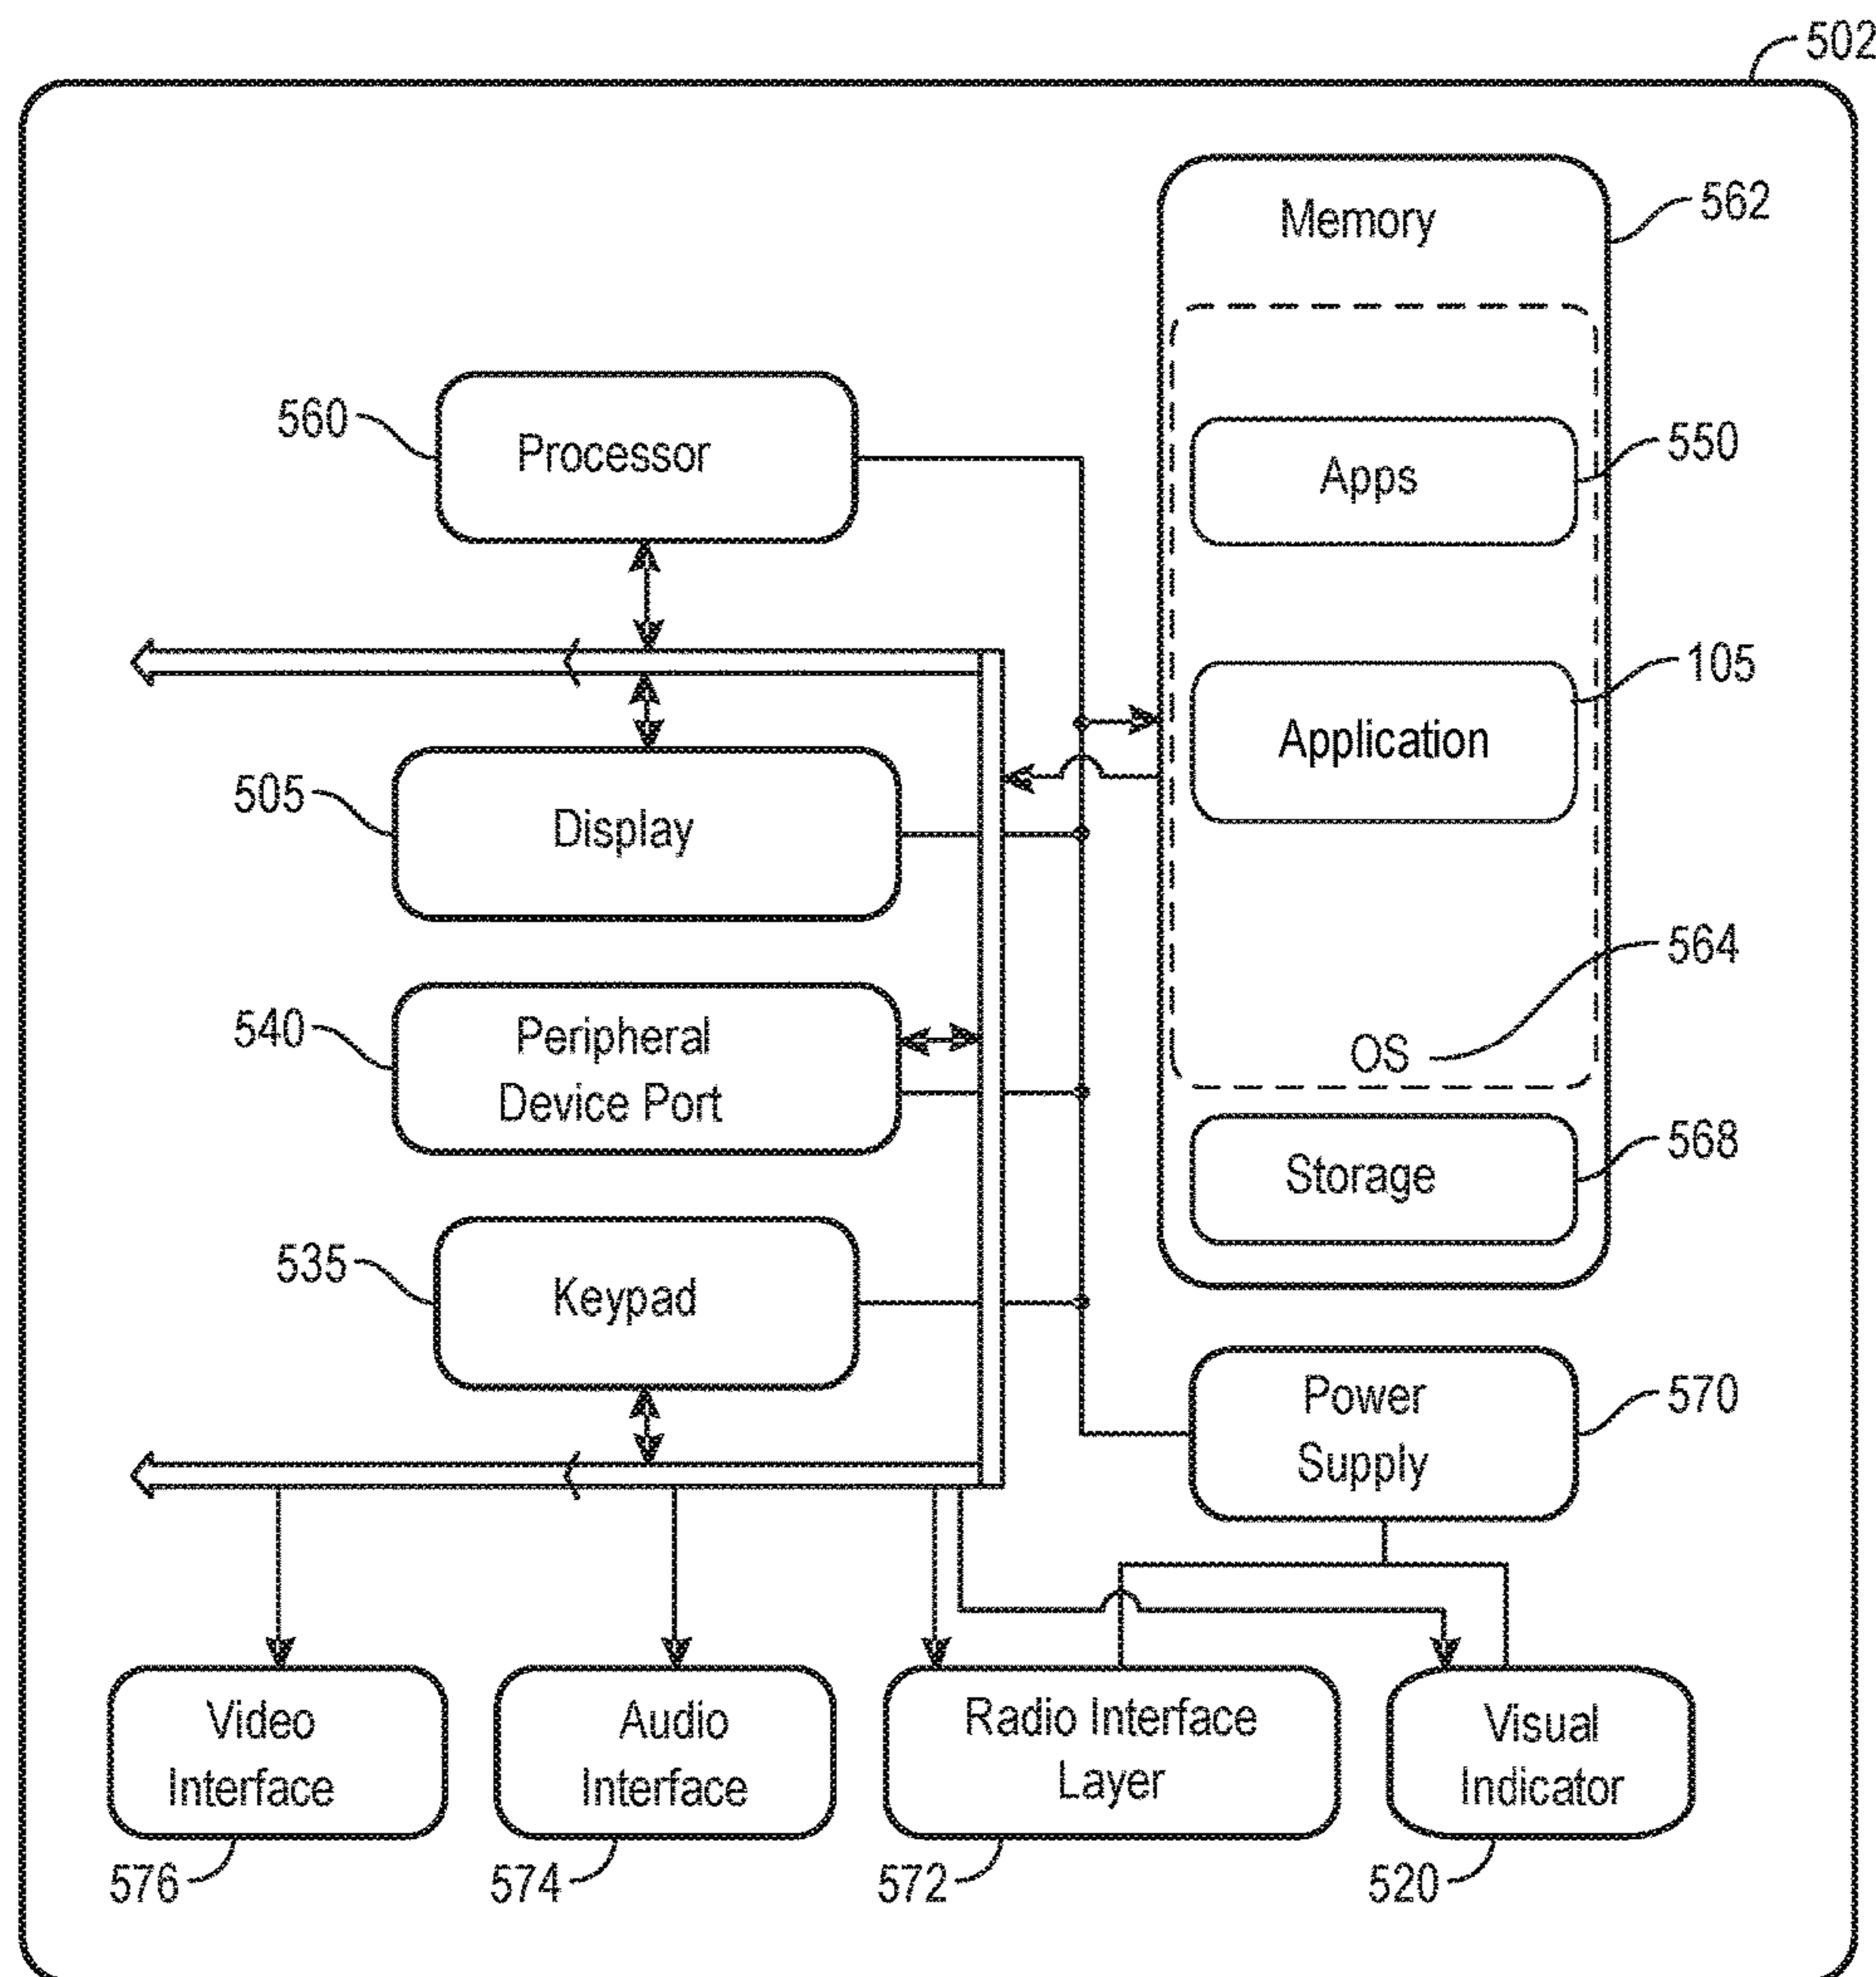 502
Memory
562
560
Processor
Apps
550
Application
105
505
Display
564
540
Peripheral
Device Port
OS
Storage
568
535
Keypad
Power
Supply
570
Video
Interface
Audio
Interface
Radio Interface
Layer
Visual
Indicator
576
574
572
520